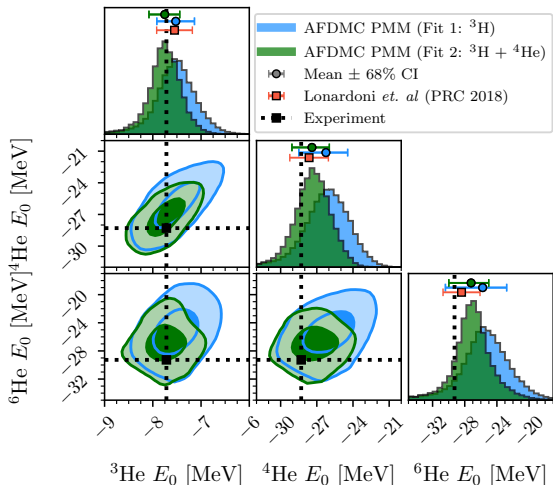 AFDMC PMM (Fit 1: ³H)
AFDMC PMM (Fit 2: ³H + ⁴He)
Mean ± 68% CI
Lonardoni et. al (PRC 2018)
Experiment
⁴He E₀ [MeV]
−21
−24
−27
−30
⁶He E₀ [MeV]
−20
−24
−28
−32
−9
−8
−7
−6
−30
−27
−24
−21
−32
−28
−24
−20
³He E₀ [MeV]
⁴He E₀ [MeV]
⁶He E₀ [MeV]